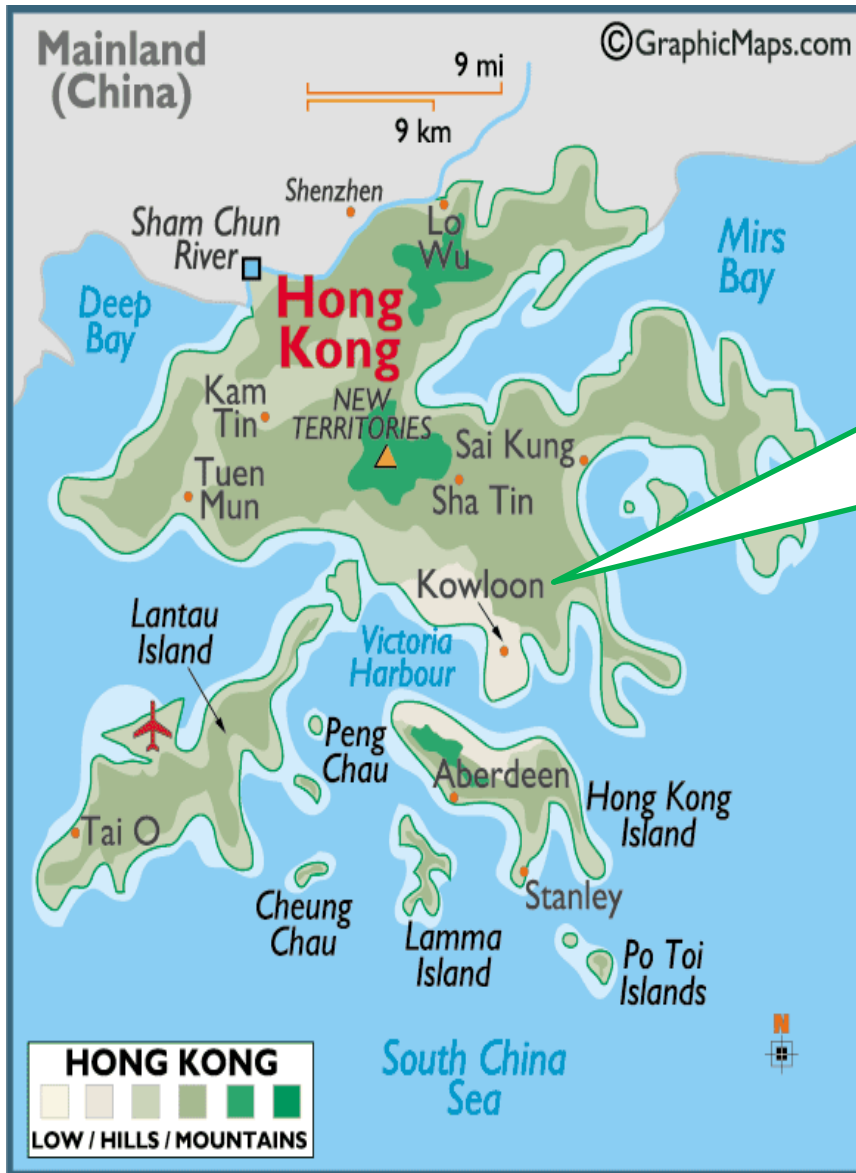 Mainland
(China)
©GraphicMaps.com
9 mi
9 km
Shenzhen
Sham Chun
River
Lo
Wu
Mirs
Bay
Deep
Bay
Hong
Kong
Kam
Tin
NEW
TERRITORIES
Sai Kung
Tuen
Mun
Sha Tin
Kowloon
Lantau
Island
Victoria
Harbour
Peng
Chau
Aberdeen
Hong Kong
Island
Tai O
Cheung
Chau
Lamma
Island
Stanley
Po Toi
Islands
N
South China
Sea
HONG KONG
LOW / HILLS / MOUNTAINS